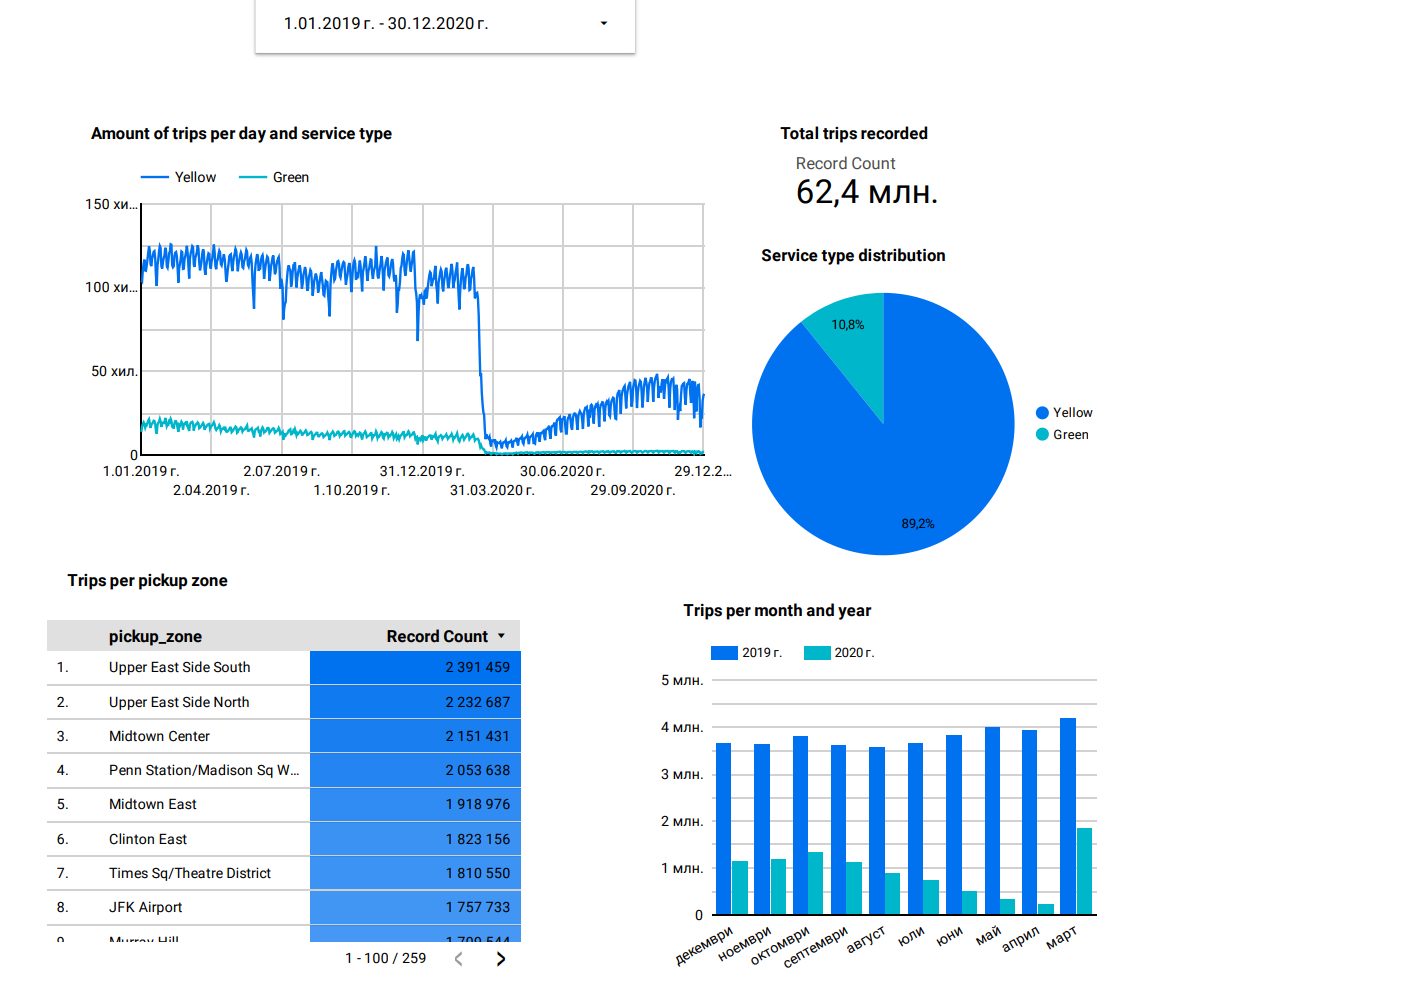 1.01.2019 г. - 30.12.2020 г.
Amount of trips per day and service type
Yellow Green
150 хи...
100 хи...
50 хил.
0
1.01.2019 г. 2.07.2019 г. 31.12.2019 г. 30.06.2020 г. 29.12.2...
2.04.2019 г. 1.10.2019 г. 31.03.2020 г. 29.09.2020 г.
Total trips recorded
Record Count
62,4 млн.
Service type distribution
10,8%
89,2%
Yellow
Green
Trips per pickup zone
pickup_zone Record Count
1. Upper East Side South 2 391 459
2. Upper East Side North 2 232 687
3. Midtown Center 2 151 431
4. Penn Station/Madison Sq W... 2 053 638
5. Midtown East 1 918 976
6. Clinton East 1 823 156
7. Times Sq/Theatre District 1 810 550
8. JFK Airport 1 757 733
9. Murray Hill 1 709 544
1 - 100 / 259
Trips per month and year
2019 г. 2020 г.
5 млн.
4 млн.
3 млн.
2 млн.
1 млн.
0
декември ноември октомври септември август юли юни май април март